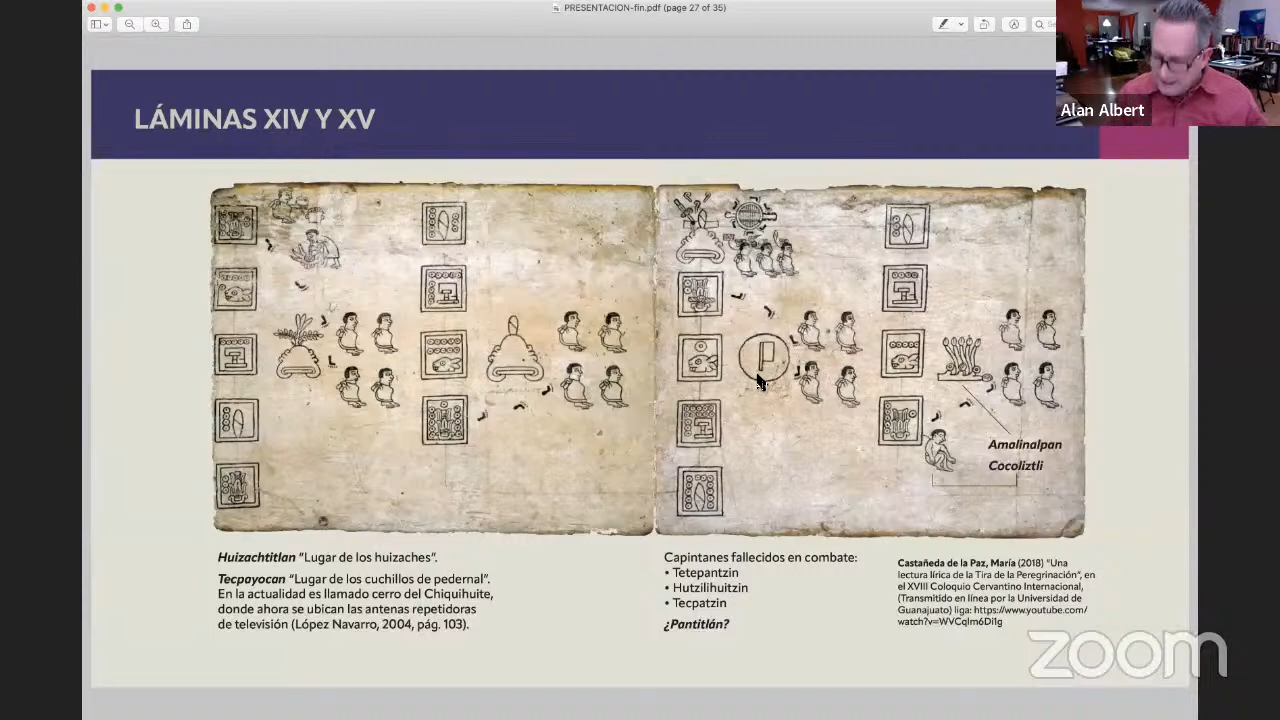 PRESENTACION-fin.pdf (page 27 of 35)
Alan Albert
LÁMINAS XIV Y XV
Amalinalpan
Cocoliztli
Huizachtitlan "Lugar de los huizaches".
Tecpayocan "Lugar de los cuchillos de pedernal".
En la actualidad es llamado cerro del Chiquihuite,
donde ahora se ubican las antenas repetidoras
de televisión (López Navarro, 2004, pág. 103).
Capintanes fallecidos en combate:
• Tetepantzin
• Hutzilihuitzin
• Tecpatzin
¿Pantitlán?
Castañeda de la Paz, María (2018) "Una
lectura lírica de la Tira de la Peregrinación", en
el XVIII Coloquio Cervantino Internacional,
(Transmitido en línea por la Universidad de
Guanajuato) liga: https://www.youtube.com/
watch?v=WVCqlm6Di1g
zoom